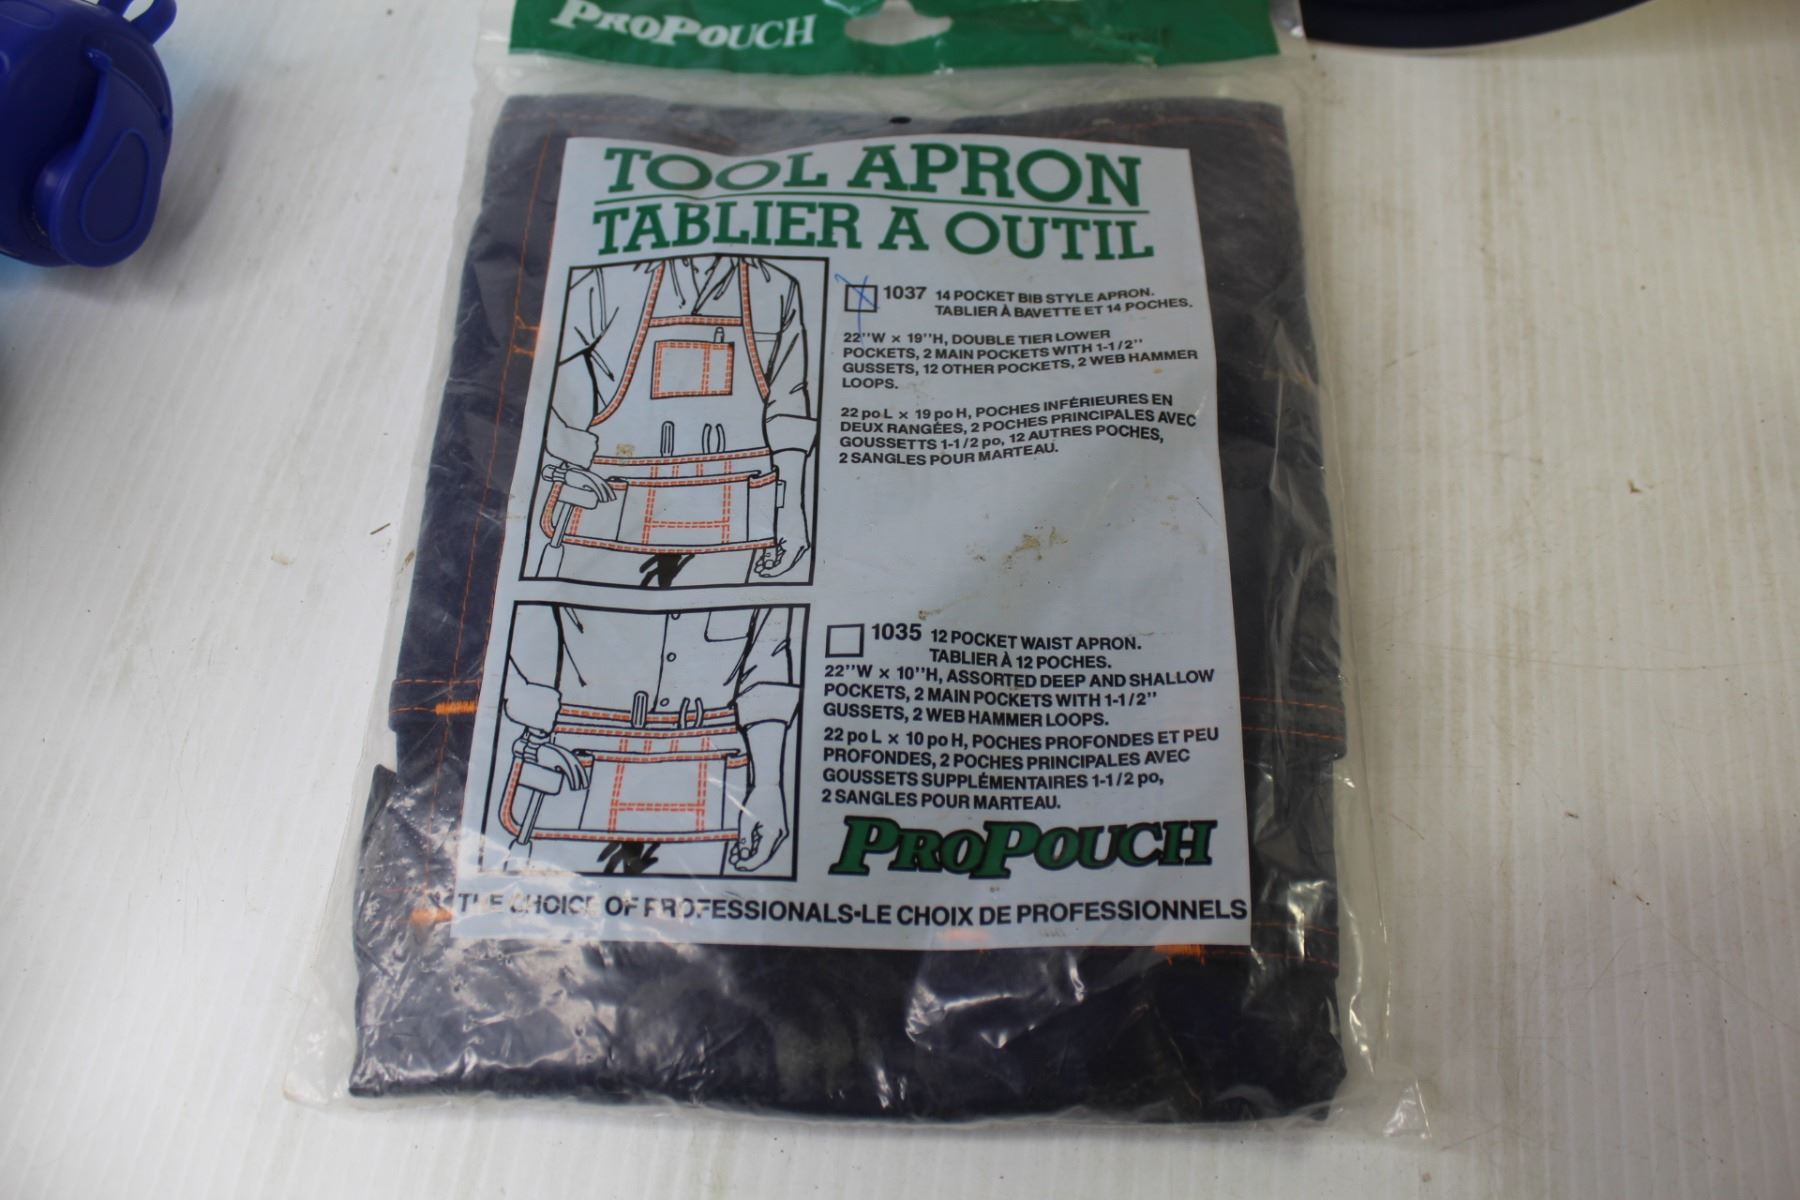 PROPOUCH
TOOL APRON
TABLIER A OUTIL
1037 14 POCKET BIB STYLE APRON.
TABLIER À BAVETTE ET 14 POCHES.
22''W × 19''H, DOUBLE TIER LOWER
POCKETS, 2 MAIN POCKETS WITH 1-1/2''
GUSSETS, 12 OTHER POCKETS, 2 WEB HAMMER
LOOPS.
22 po L × 19 po H, POCHES INFÉRIEURES EN
DEUX RANGÉES, 2 POCHES PRINCIPALES AVEC
GOUSSETTS 1-1/2 po, 12 AUTRES POCHES,
2 SANGLES POUR MARTEAU.
1035 12 POCKET WAIST APRON.
TABLIER À 12 POCHES.
22''W × 10''H, ASSORTED DEEP AND SHALLOW
POCKETS, 2 MAIN POCKETS WITH 1-1/2''
GUSSETS, 2 WEB HAMMER LOOPS.
22 po L × 10 po H, POCHES PROFONDES ET PEU
PROFONDES, 2 POCHES PRINCIPALES AVEC
GOUSSETS SUPPLÉMENTAIRES 1-1/2 po,
2 SANGLES POUR MARTEAU.
PROPOUCH
THE CHOICE OF PROFESSIONALS•LE CHOIX DE PROFESSIONNELS